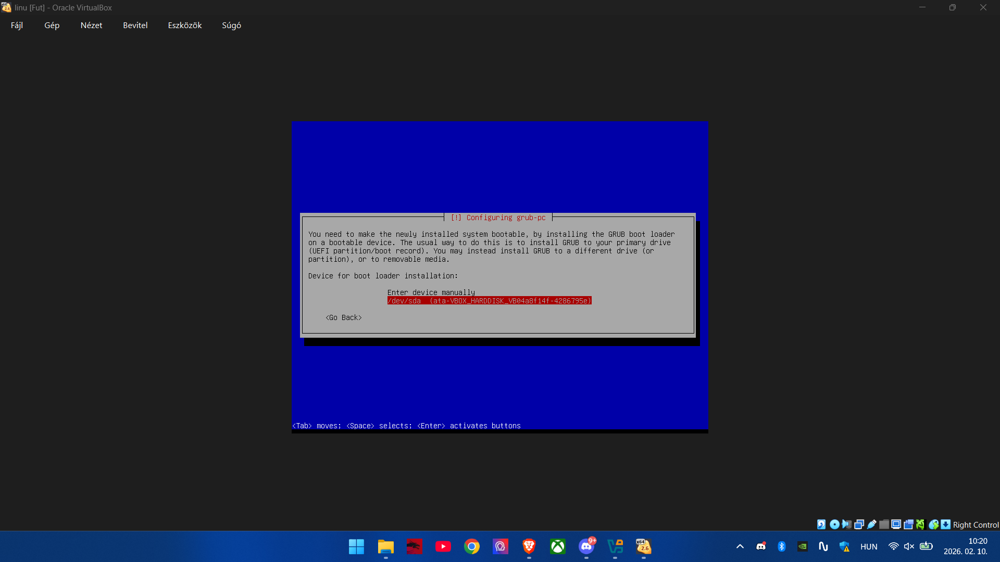 linu [Fut] - Oracle VirtualBox
Fájl Gép Nézet Bevitel Eszközök Súgó
[!] Configuring grub-pc
You need to make the newly installed system bootable, by installing the GRUB boot loader
on a bootable device. The usual way to do this is to install GRUB to your primary drive
(UEFI partition/boot record). You may instead install GRUB to a different drive (or
partition), or to removable media.
Device for boot loader installation:
Enter device manually
/dev/sda (ata-VBOX_HARDDISK_VB04a8f14f-4286795e)
<Go Back>
<Tab> moves; <Space> selects; <Enter> activates buttons
Right Control
x64
2.6
9+
HUN
10:20
2026. 02. 10.